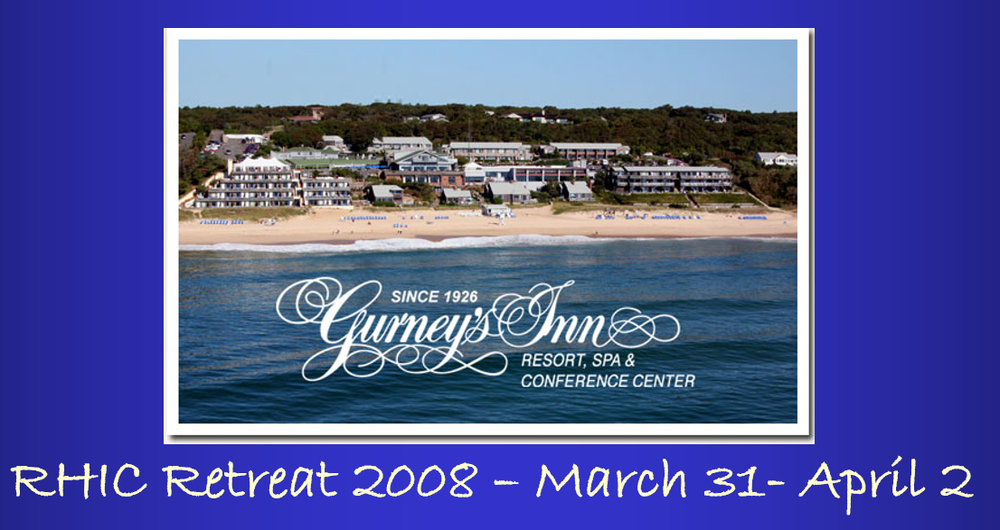 SINCE 1926
Gurney's Inn
RESORT, SPA &
CONFERENCE CENTER
RHIC Retreat 2008 – March 31- April 2